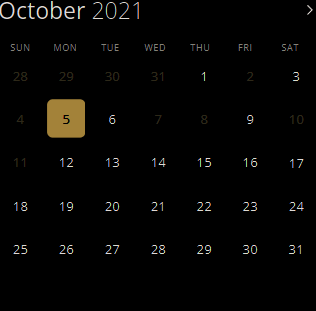 October 2021
SUN MON TUE WED THU FRI SAT
28 29 30 31 1 2 3
4 5 6 7 8 9 10
11 12 13 14 15 16 17
18 19 20 21 22 23 24
25 26 27 28 29 30 31